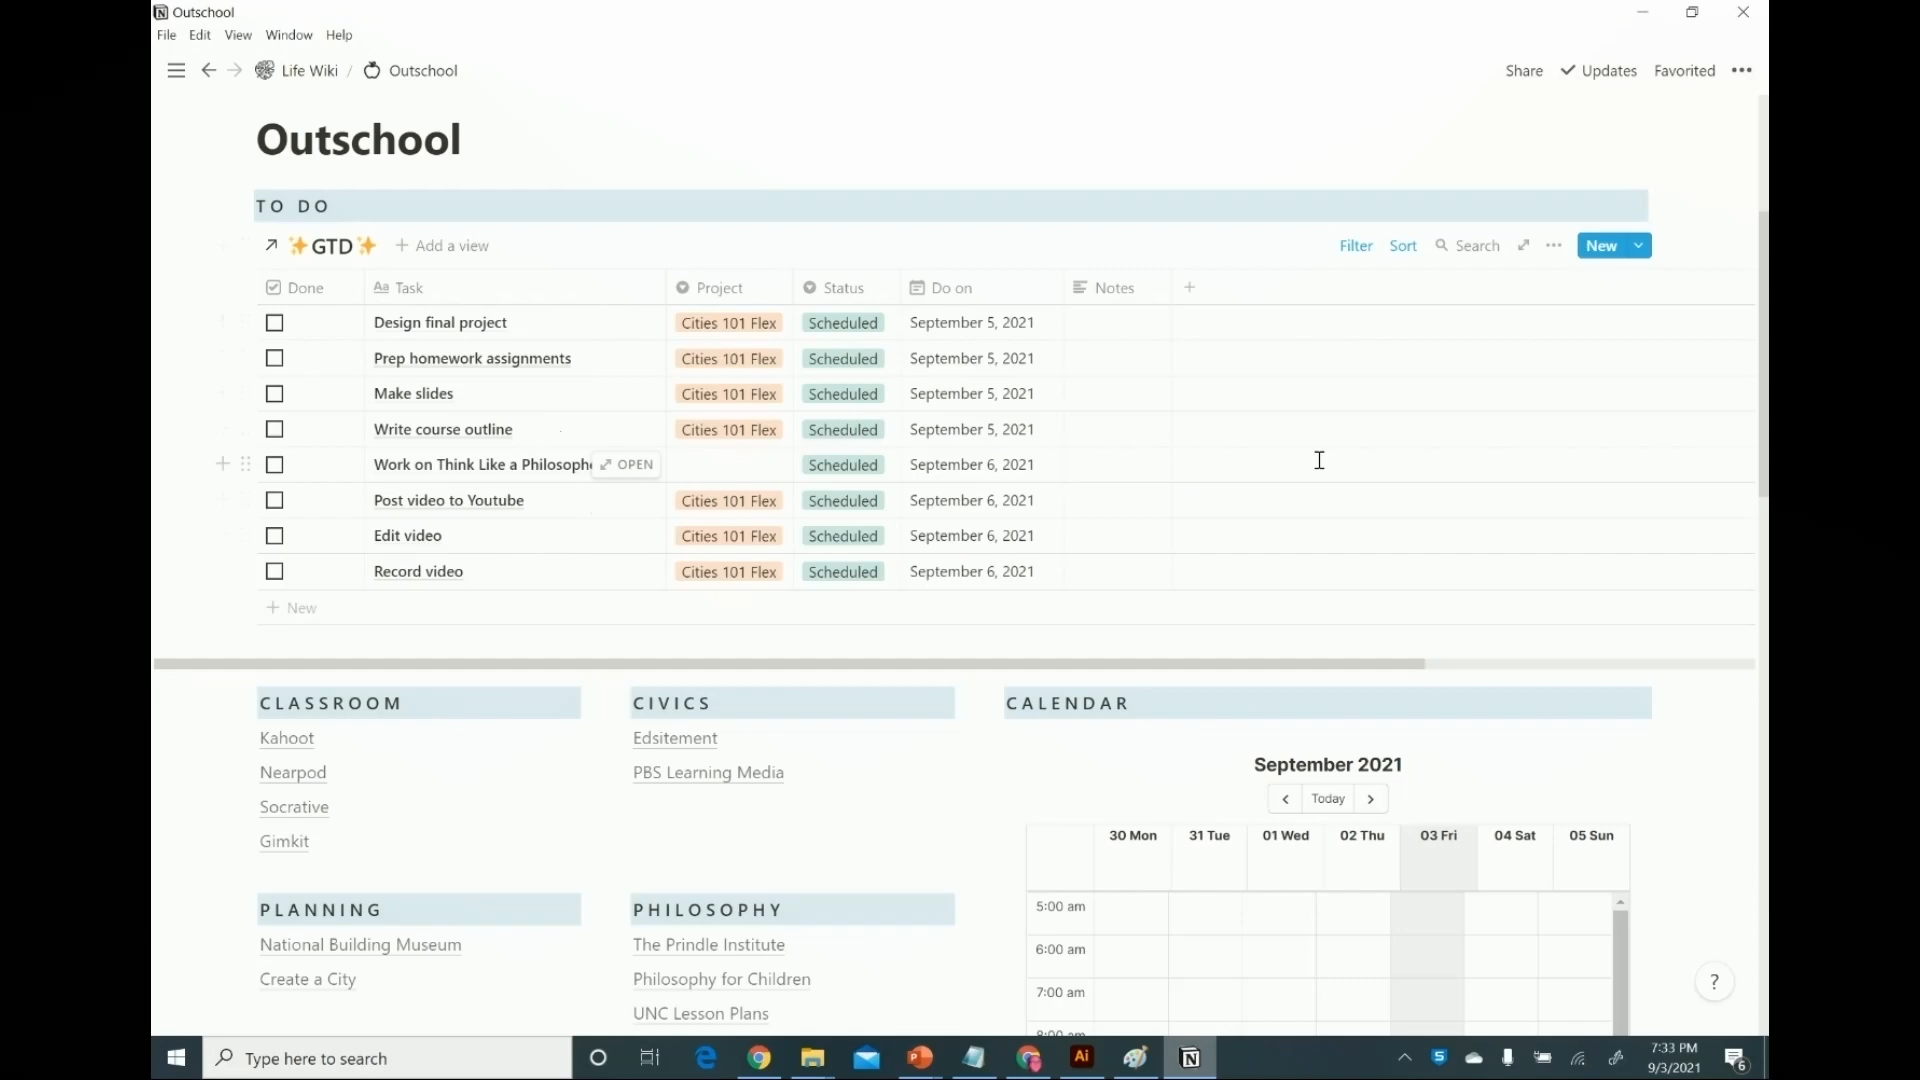 Outschool
File Edit View Window Help
Life Wiki / Outschool
Share Updates Favorited
Outschool
TO DO
GTD + Add a view
Filter Sort Search New
Done Task Project Status Do on Notes
Design final project Cities 101 Flex Scheduled September 5, 2021
Prep homework assignments Cities 101 Flex Scheduled September 5, 2021
Make slides Cities 101 Flex Scheduled September 5, 2021
Write course outline Cities 101 Flex Scheduled September 5, 2021
Work on Think Like a Philosoph OPEN Scheduled September 6, 2021
Post video to Youtube Cities 101 Flex Scheduled September 6, 2021
Edit video Cities 101 Flex Scheduled September 6, 2021
Record video Cities 101 Flex Scheduled September 6, 2021
+ New
CLASSROOM
Kahoot
Nearpod
Socrative
Gimkit
CIVICS
Edsitement
PBS Learning Media
PLANNING
National Building Museum
Create a City
PHILOSOPHY
The Prindle Institute
Philosophy for Children
UNC Lesson Plans
CALENDAR
September 2021
Today
30 Mon 31 Tue 01 Wed 02 Thu 03 Fri 04 Sat 05 Sun
5:00 am
6:00 am
7:00 am
8:00 am
?
Type here to search
7:33 PM
9/3/2021
6